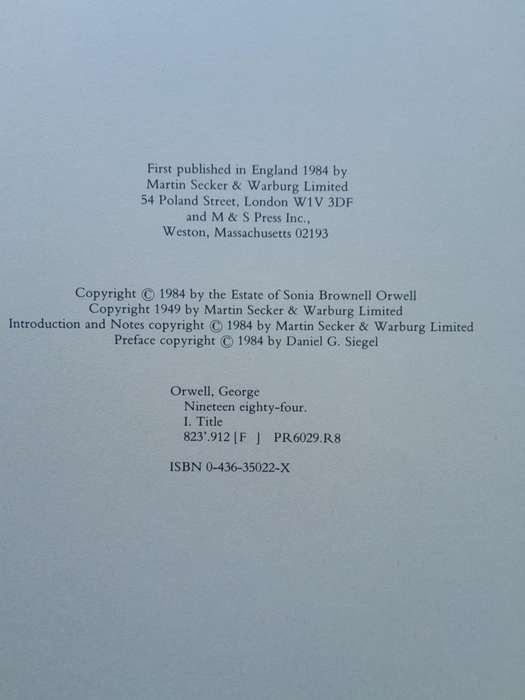 First published in England 1984 by
Martin Secker & Warburg Limited
54 Poland Street, London W1V 3DF
and M & S Press Inc.,
Weston, Massachusetts 02193
Copyright © 1984 by the Estate of Sonia Brownell Orwell
Copyright 1949 by Martin Secker & Warburg Limited
Introduction and Notes copyright © 1984 by Martin Secker & Warburg Limited
Preface copyright © 1984 by Daniel G. Siegel
Orwell, George
Nineteen eighty-four.
I. Title
823'.912 [F ] PR6029.R8
ISBN 0-436-35022-X